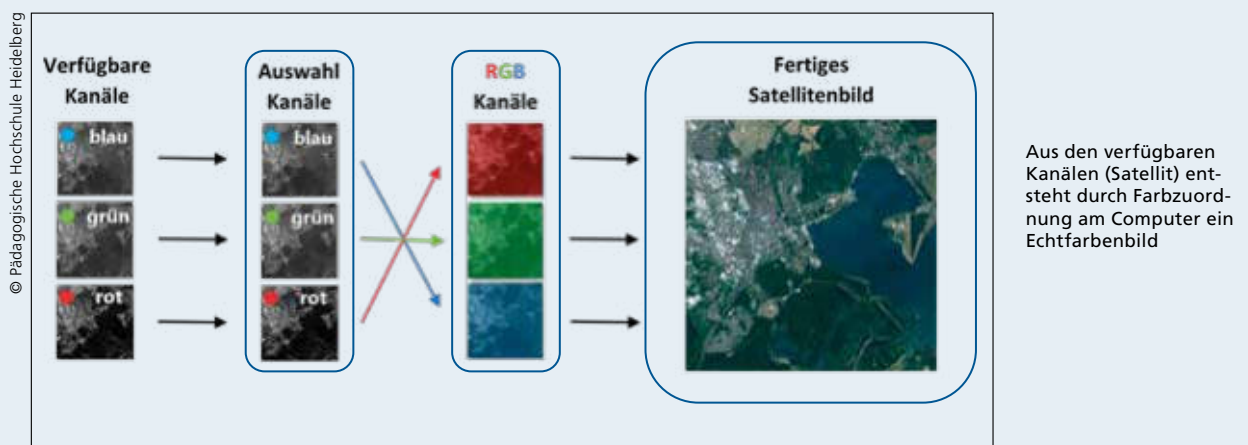 © Pädagogische Hochschule Heidelberg
Verfügbare
Kanäle
blau
grün
rot
Auswahl
Kanäle
blau
grün
rot
RGB
Kanäle
Fertiges
Satellitenbild
Aus den verfügbaren
Kanälen (Satellit) ent-
steht durch Farbzuord-
nung am Computer ein
Echtfarbenbild